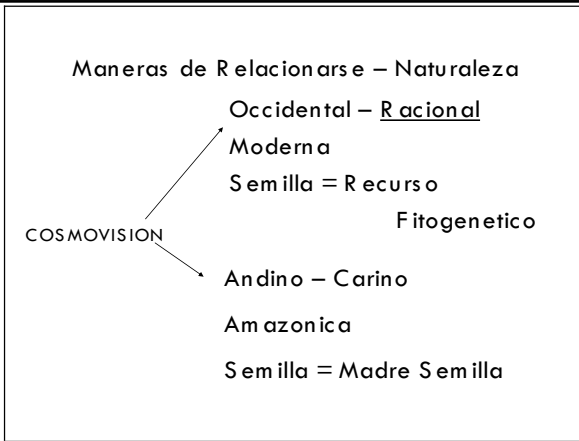 Maneras de Relacionarse – Naturaleza
Occidental – Racional
Moderna
Semilla = Recurso
Fitogenetico
COSMOVISION
Andino – Carino
Amazonica
Semilla = Madre Semilla